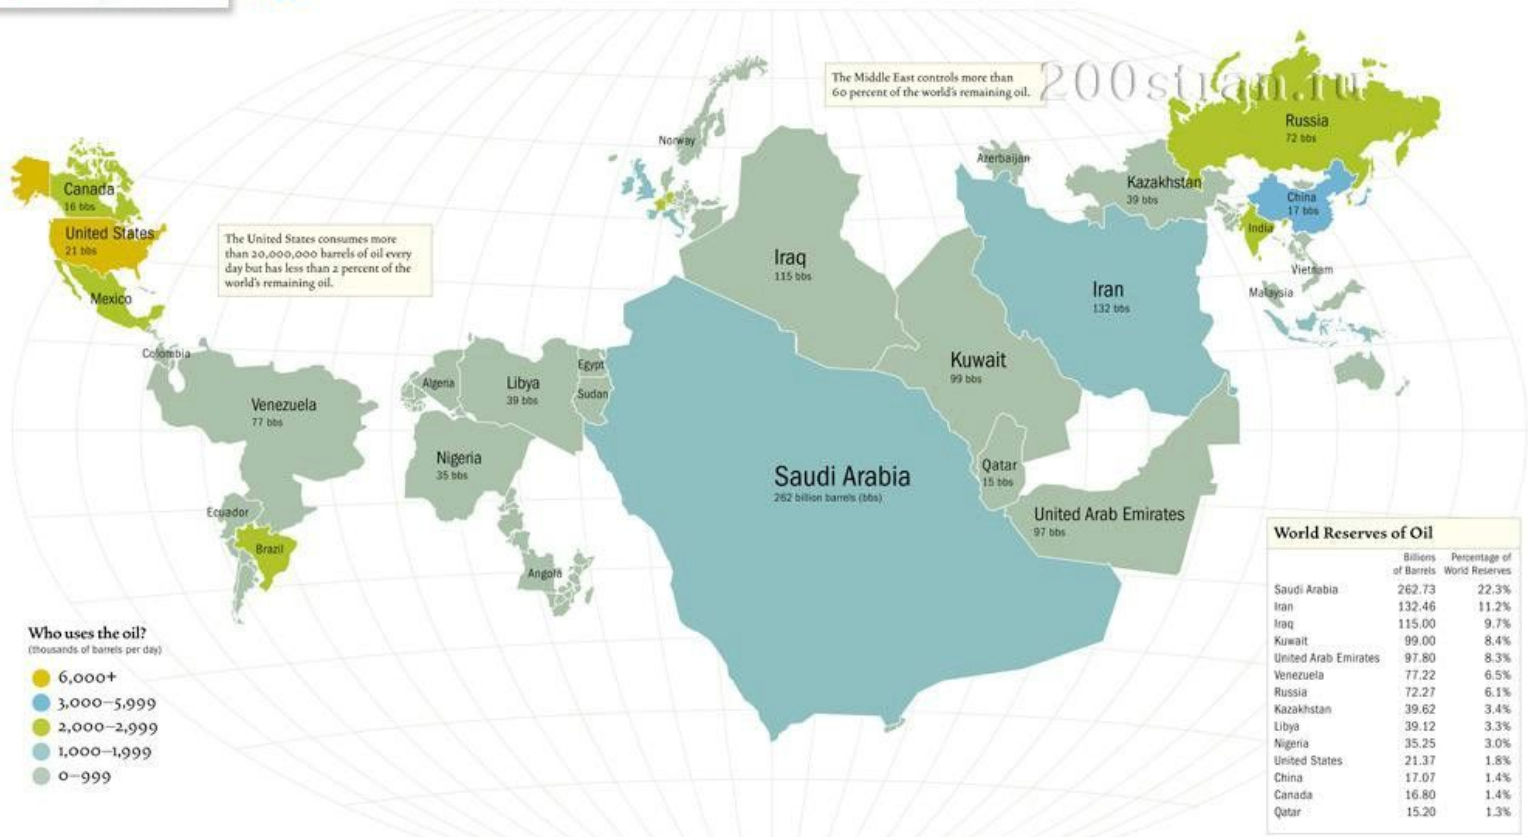 The Middle East controls more than
60 percent of the world's remaining oil.
200stran.ru
Russia
72 bbs
Norway
Azerbaijan
Kazakhstan
39 bbs
China
17 bbs
India
Vietnam
Malaysia
Canada
16 bbs
United States
21 bbs
Mexico
The United States consumes more
than 20,000,000 barrels of oil every
day but has less than 2 percent of the
world's remaining oil.
Iraq
115 bbs
Iran
132 bbs
Kuwait
99 bbs
Colombia
Venezuela
77 bbs
Ecuador
Brazil
Algeria
Libya
39 bbs
Egypt
Sudan
Nigeria
35 bbs
Angola
Saudi Arabia
262 billion barrels (bbs)
Qatar
15 bbs
United Arab Emirates
97 bbs
Who uses the oil?
(thousands of barrels per day)
6,000+
3,000–5,999
2,000–2,999
1,000–1,999
0–999
World Reserves of Oil
Billions Percentage of
of Barrels World Reserves
Saudi Arabia 262.73 22.3%
Iran 132.46 11.2%
Iraq 115.00 9.7%
Kuwait 99.00 8.4%
United Arab Emirates 97.80 8.3%
Venezuela 77.22 6.5%
Russia 72.27 6.1%
Kazakhstan 39.62 3.4%
Libya 39.12 3.3%
Nigeria 35.25 3.0%
United States 21.37 1.8%
China 17.07 1.4%
Canada 16.80 1.4%
Qatar 15.20 1.3%